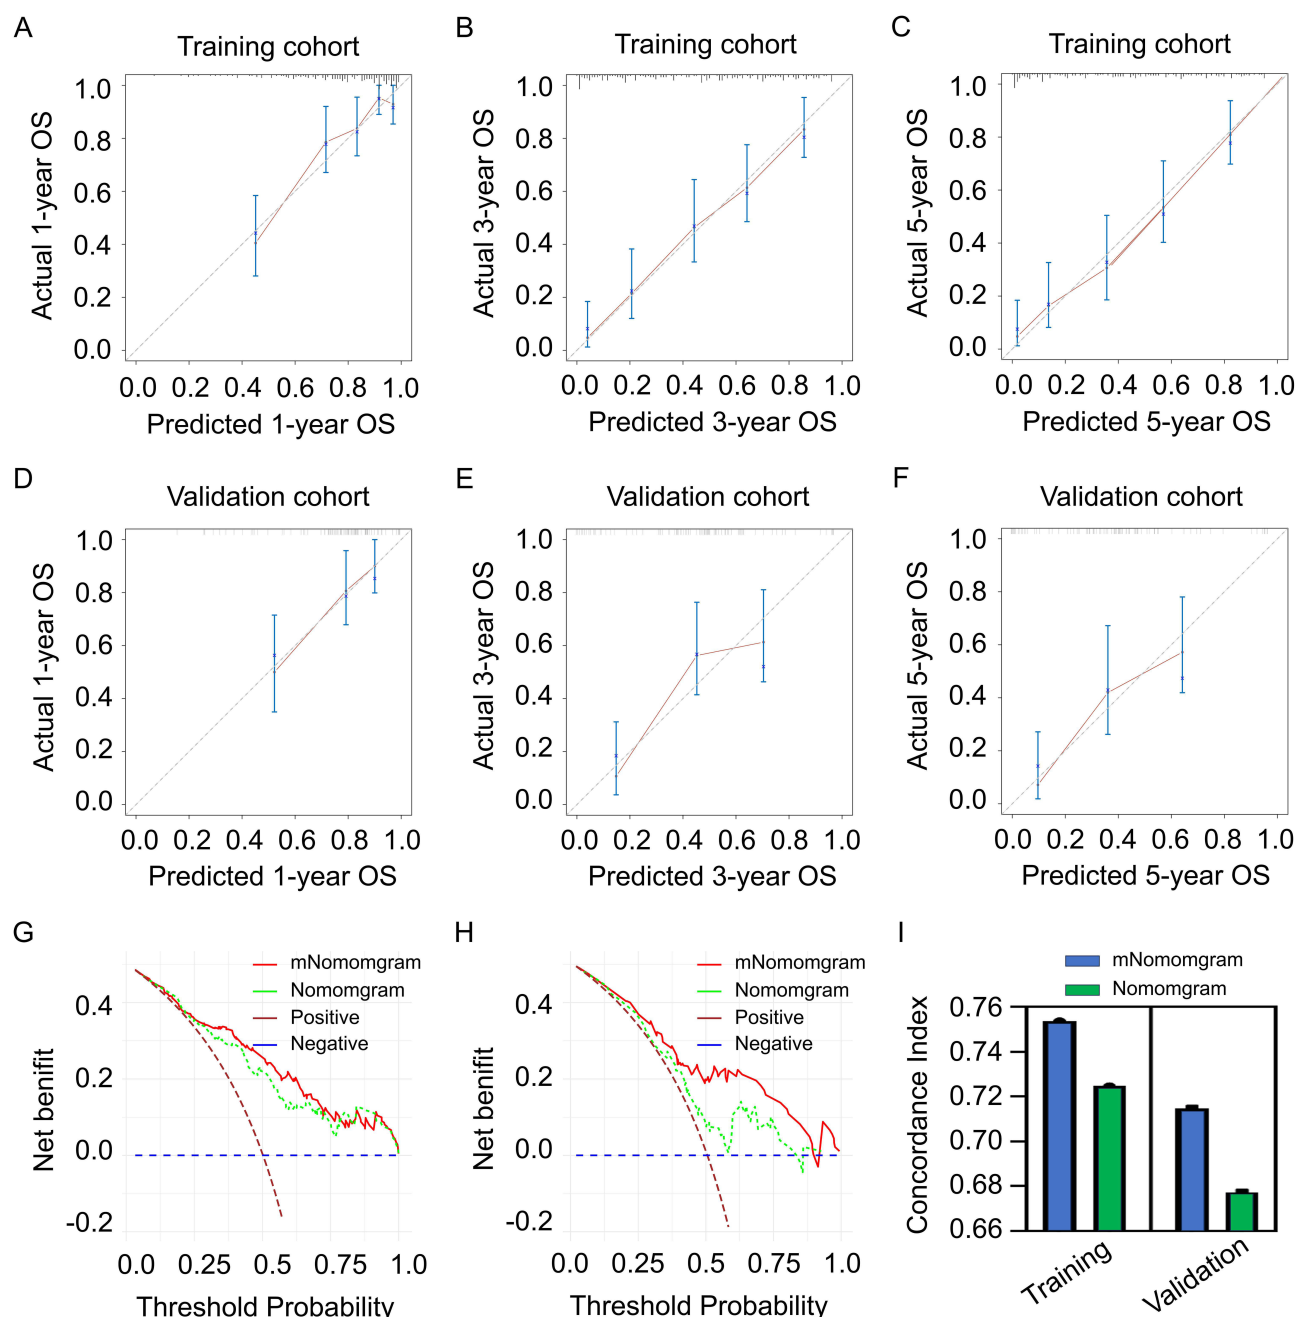 A
Training cohort
Actual 1-year OS
1.0
0.8
0.6
0.4
0.2
0.0
0.0 0.2 0.4 0.6 0.8 1.0
Predicted 1-year OS
B
Training cohort
Actual 3-year OS
1.0
0.8
0.6
0.4
0.2
0.0
0.0 0.2 0.4 0.6 0.8 1.0
Predicted 3-year OS
C
Training cohort
Actual 5-year OS
1.0
0.8
0.6
0.4
0.2
0.0
0.0 0.2 0.4 0.6 0.8 1.0
Predicted 5-year OS
D
Validation cohort
Actual 1-year OS
1.0
0.8
0.6
0.4
0.2
0.0
0.0 0.2 0.4 0.6 0.8 1.0
Predicted 1-year OS
E
Validation cohort
Actual 3-year OS
1.0
0.8
0.6
0.4
0.2
0.0
0.0 0.2 0.4 0.6 0.8 1.0
Predicted 3-year OS
F
Validation cohort
Actual 5-year OS
1.0
0.8
0.6
0.4
0.2
0.0
0.0 0.2 0.4 0.6 0.8 1.0
Predicted 5-year OS
G
mNomomgram
Nomomgram
Positive
Negative
Net benifit
0.4
0.2
0.0
-0.2
0.0 0.25 0.5 0.75 1.0
Threshold Probability
H
mNomomgram
Nomomgram
Positive
Negative
Net benifit
0.4
0.2
0.0
-0.2
0.0 0.25 0.5 0.75 1.0
Threshold Probability
I
mNomomgram
Nomomgram
Concordance Index
0.76
0.74
0.72
0.70
0.68
0.66
Training
Validation